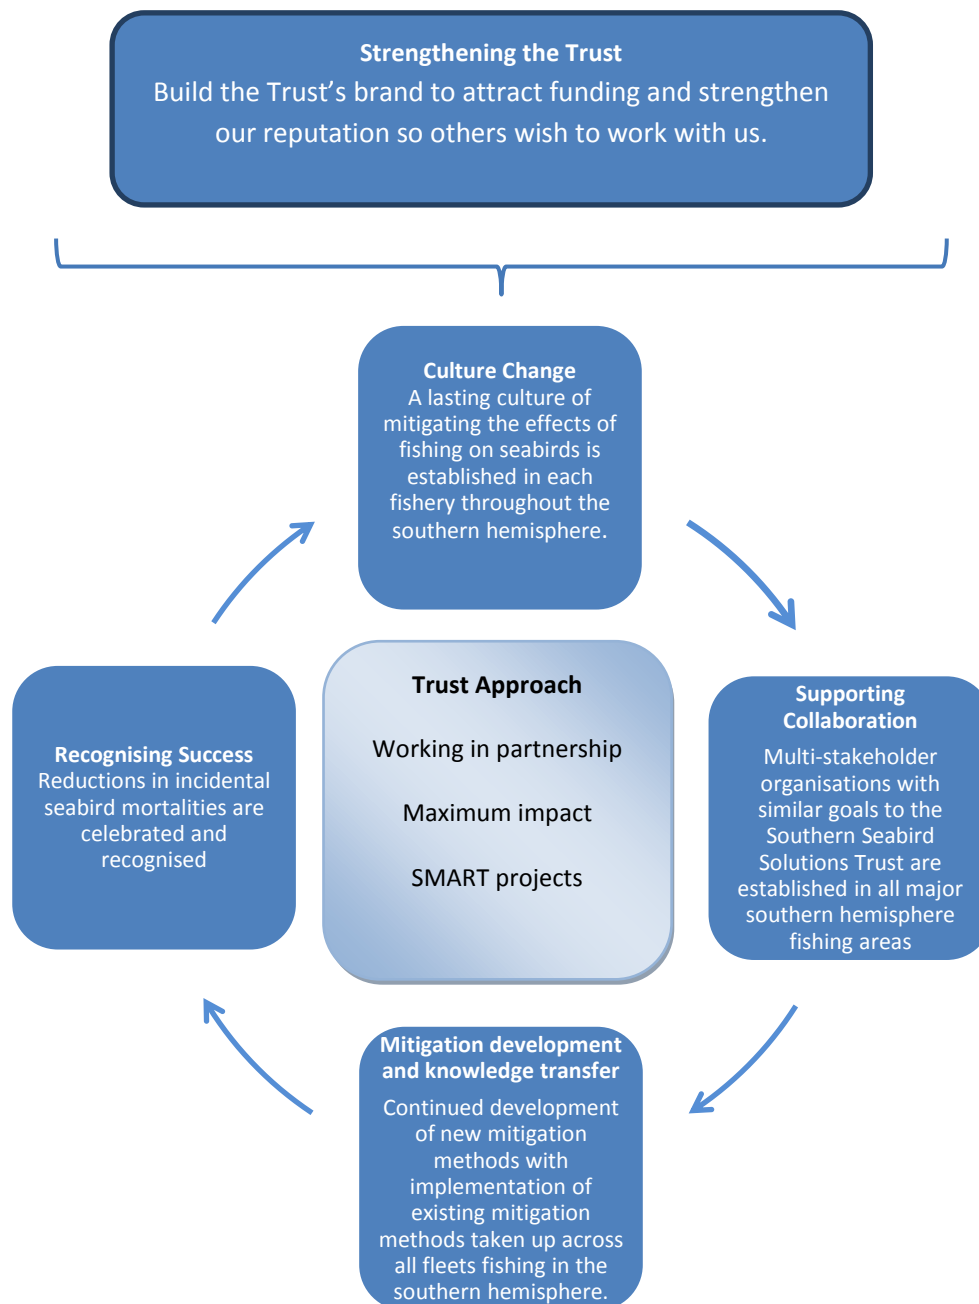 Strengthening the Trust
Build the Trust’s brand to attract funding and strengthen
our reputation so others wish to work with us.
Culture Change
A lasting culture of
mitigating the effects of
fishing on seabirds is
established in each
fishery throughout the
southern hemisphere.
Supporting
Collaboration
Multi-stakeholder
organisations with
similar goals to the
Southern Seabird
Solutions Trust are
established in all major
southern hemisphere
fishing areas
Mitigation development
and knowledge transfer
Continued development
of new mitigation
methods with
implementation of
existing mitigation
methods taken up across
all fleets fishing in the
southern hemisphere.
Recognising Success
Reductions in incidental
seabird mortalities are
celebrated and
recognised
Trust Approach
Working in partnership
Maximum impact
SMART projects